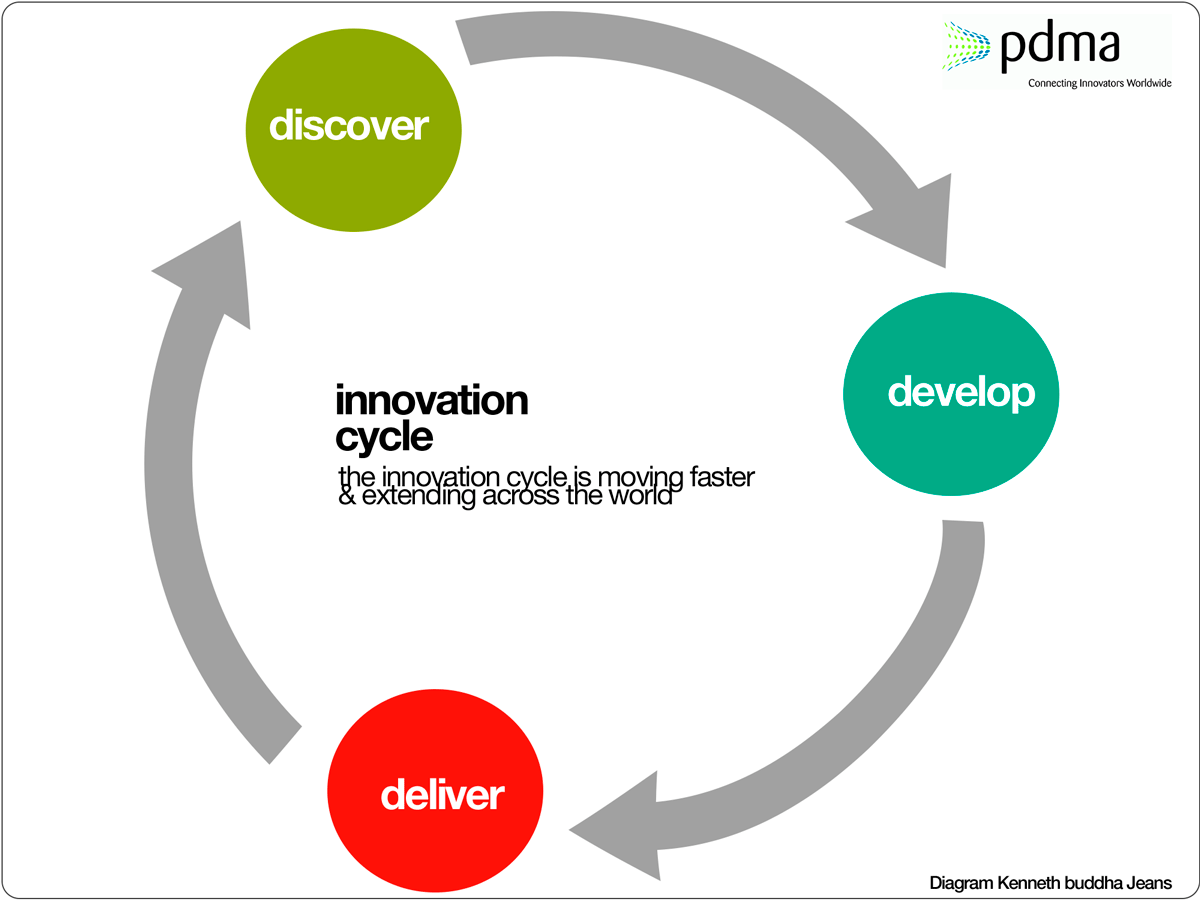 discover
pdma
Connecting Innovators Worldwide
develop
innovation
cycle
the innovation cycle is moving faster
& extending across the world
deliver
Diagram Kenneth buddha Jeans